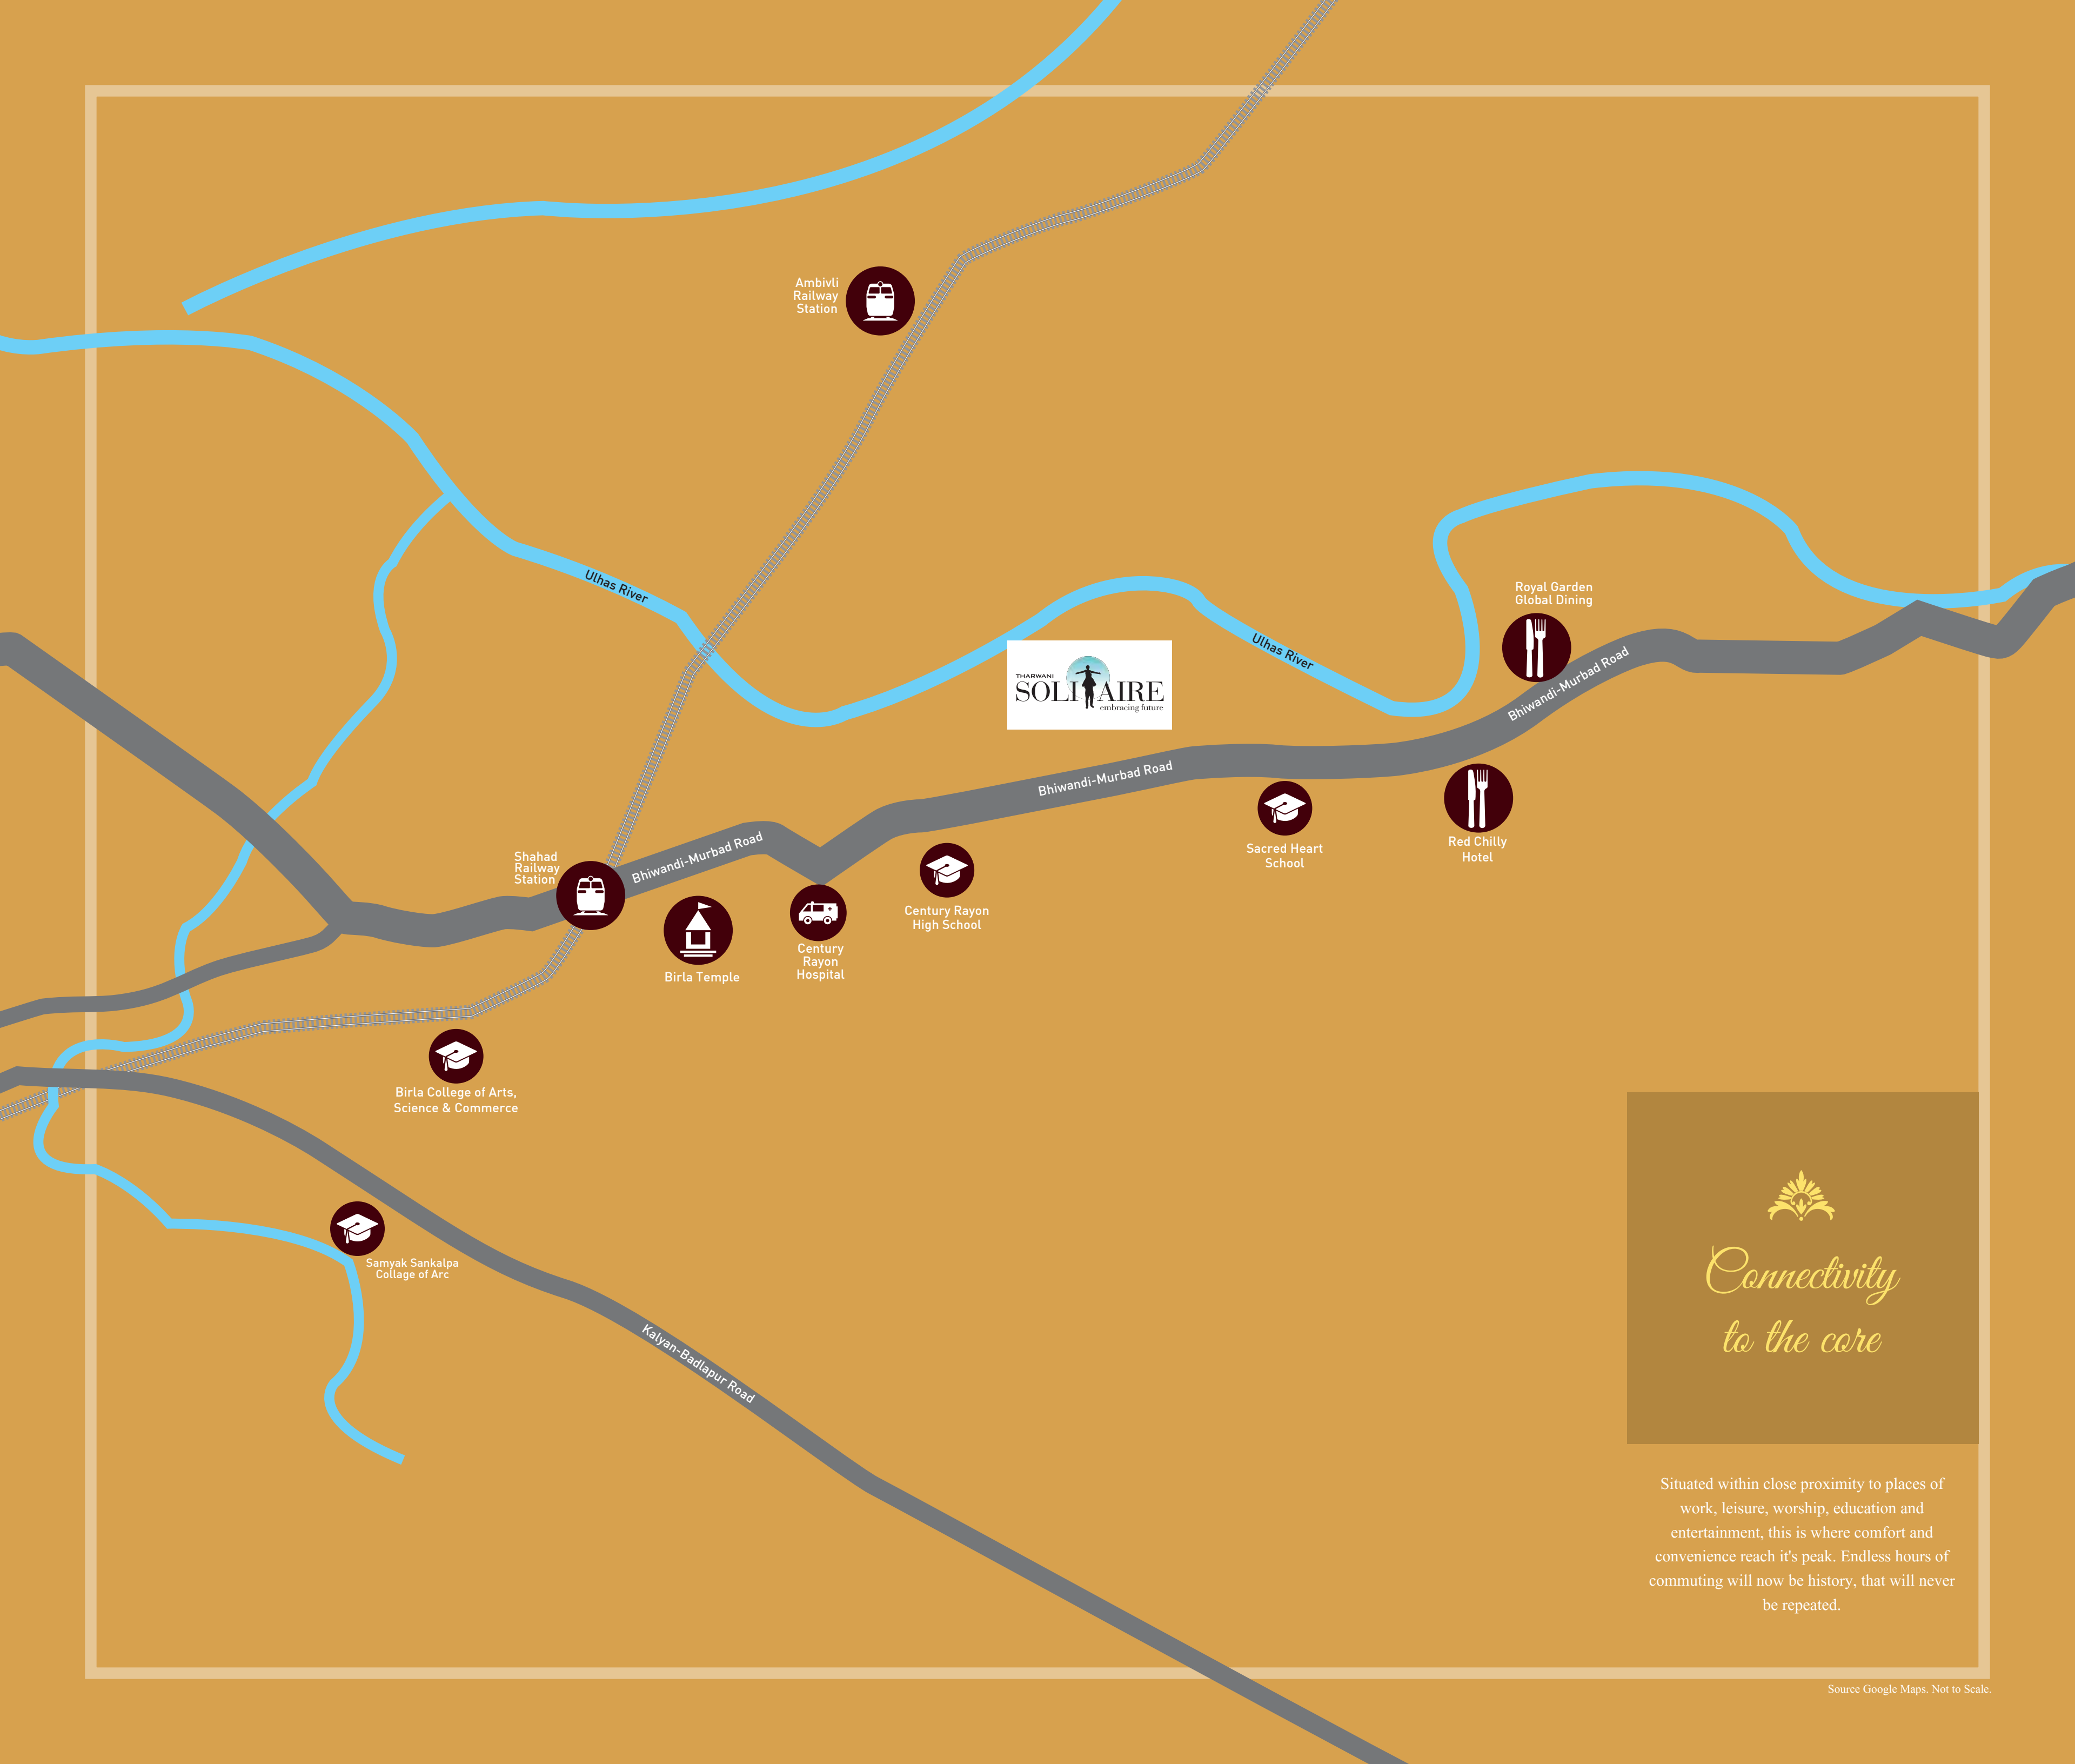 Ambivli
Railway
Station
Ulhas River
Royal Garden
Global Dining
Ulhas River
THARWANI
SOLITAIRE
embracing future
Bhiwandi-Murbad Road
Bhiwandi-Murbad Road
Bhiwandi-Murbad Road
Shahad
Railway
Station
Sacred Heart
School
Red Chilly
Hotel
Century Rayon
High School
Birla Temple
Century
Rayon
Hospital
Birla College of Arts,
Science & Commerce
Samyak Sankalpa
Collage of Arc
Kalyan-Badlapur Road
Connectivity
to the core
Situated within close proximity to places of
work, leisure, worship, education and
entertainment, this is where comfort and
convenience reach it's peak. Endless hours of
commuting will now be history, that will never
be repeated.
Source Google Maps. Not to Scale.